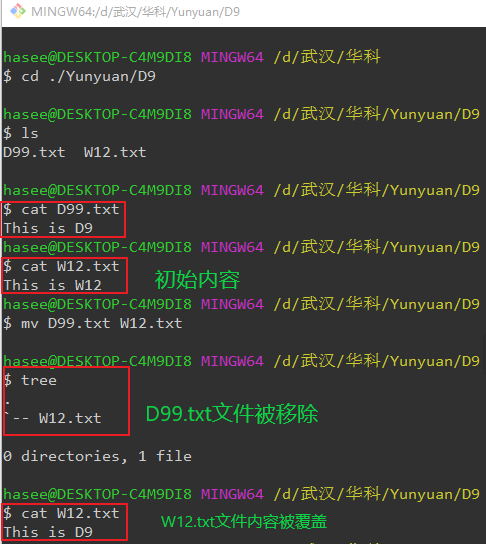 MINGW64:/d/武汉/华科/Yunyuan/D9
hasee@DESKTOP-C4M9DI8 MINGW64 /d/武汉/华科
$ cd ./Yunyuan/D9
hasee@DESKTOP-C4M9DI8 MINGW64 /d/武汉/华科/Yunyuan/D9
$ ls
D99.txt  W12.txt
hasee@DESKTOP-C4M9DI8 MINGW64 /d/武汉/华科/Yunyuan/D9
$ cat D99.txt
This is D9
hasee@DESKTOP-C4M9DI8 MINGW64 /d/武汉/华科/Yunyuan/D9
$ cat W12.txt
This is W12
初始内容
hasee@DESKTOP-C4M9DI8 MINGW64 /d/武汉/华科/Yunyuan/D9
$ mv D99.txt W12.txt
hasee@DESKTOP-C4M9DI8 MINGW64 /d/武汉/华科/Yunyuan/D9
$ tree
.
`-- W12.txt
D99.txt文件被移除
0 directories, 1 file
hasee@DESKTOP-C4M9DI8 MINGW64 /d/武汉/华科/Yunyuan/D9
$ cat W12.txt
This is D9
W12.txt文件内容被覆盖